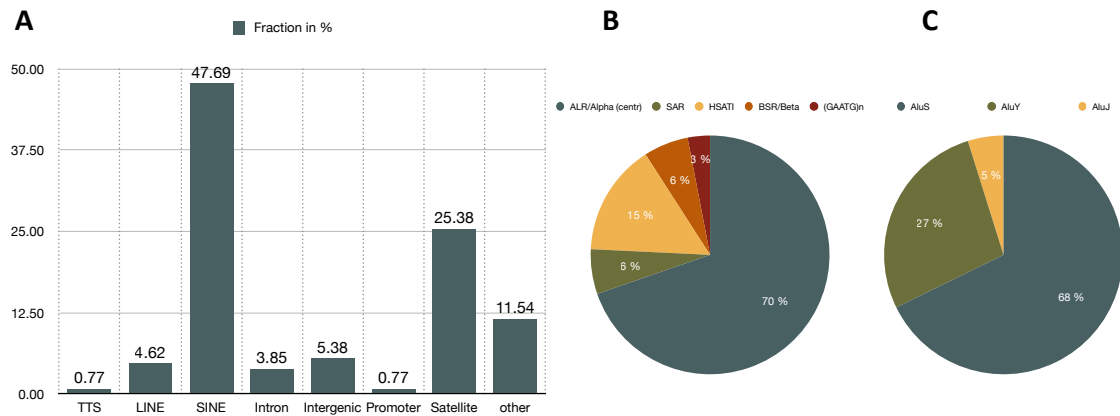 A
Fraction in %
50.00
37.50
25.00
12.50
0.00
0.77
4.62
47.69
3.85
5.38
0.77
25.38
11.54
TTS
LINE
SINE
Intron
Intergenic
Promoter
Satellite
other
B
ALR/Alpha (centr)
SAR
HSATI
BSR/Beta
(GAATG)n
3 %
6 %
15 %
6 %
70 %
C
AluS
AluY
AluJ
5 %
27 %
68 %